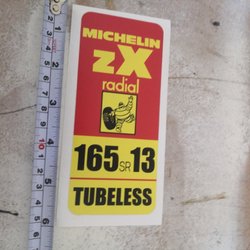 MICHELIN
zX
radial
165 SR 13
TUBELESS